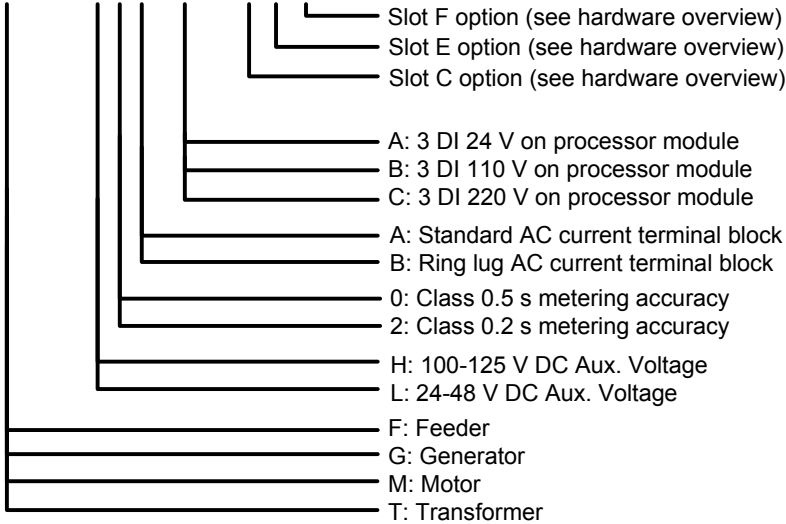 Slot F option (see hardware overview)
Slot E option (see hardware overview)
Slot C option (see hardware overview)
A: 3 DI 24 V on processor module
B: 3 DI 110 V on processor module
C: 3 DI 220 V on processor module
A: Standard AC current terminal block
B: Ring lug AC current terminal block
0: Class 0.5 s metering accuracy
2: Class 0.2 s metering accuracy
H: 100-125 V DC Aux. Voltage
L: 24-48 V DC Aux. Voltage
F: Feeder
G: Generator
M: Motor
T: Transformer